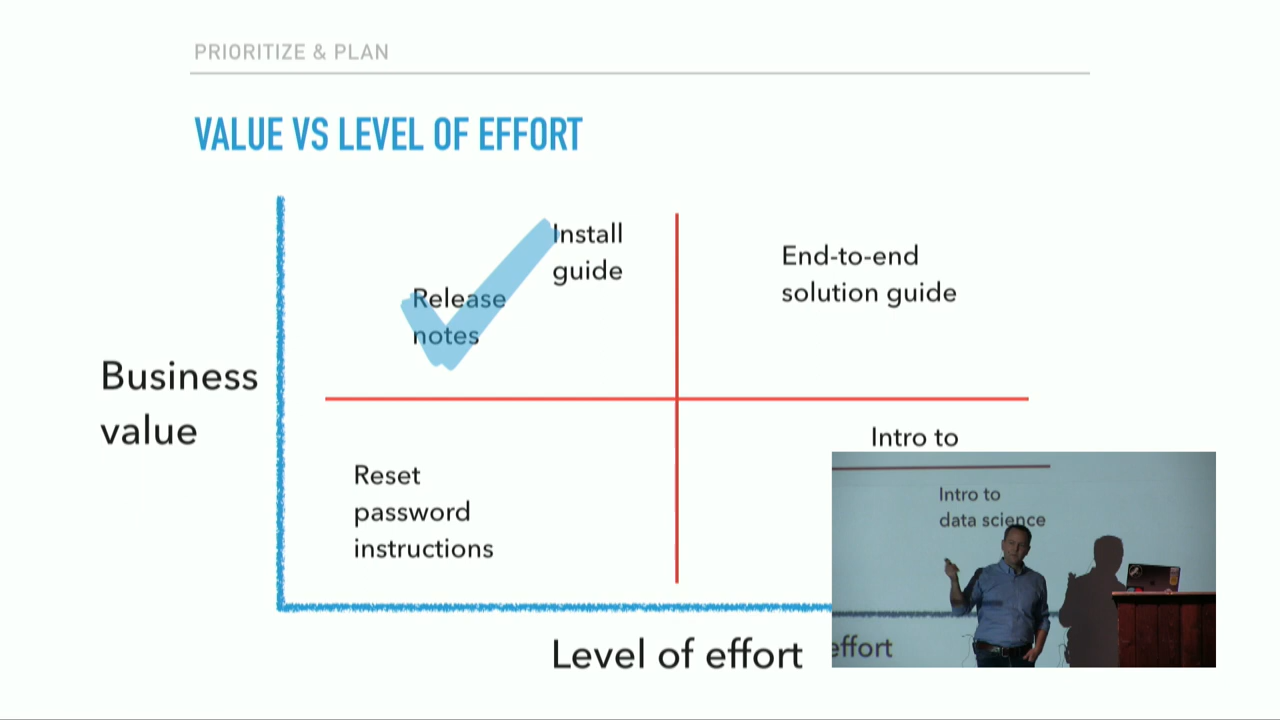 PRIORITIZE & PLAN
VALUE VS LEVEL OF EFFORT
Install
guide
Release
notes
End-to-end
solution guide
Business
value
Intro to
Reset
password
instructions
Level of effort
Intro to
data science
effort